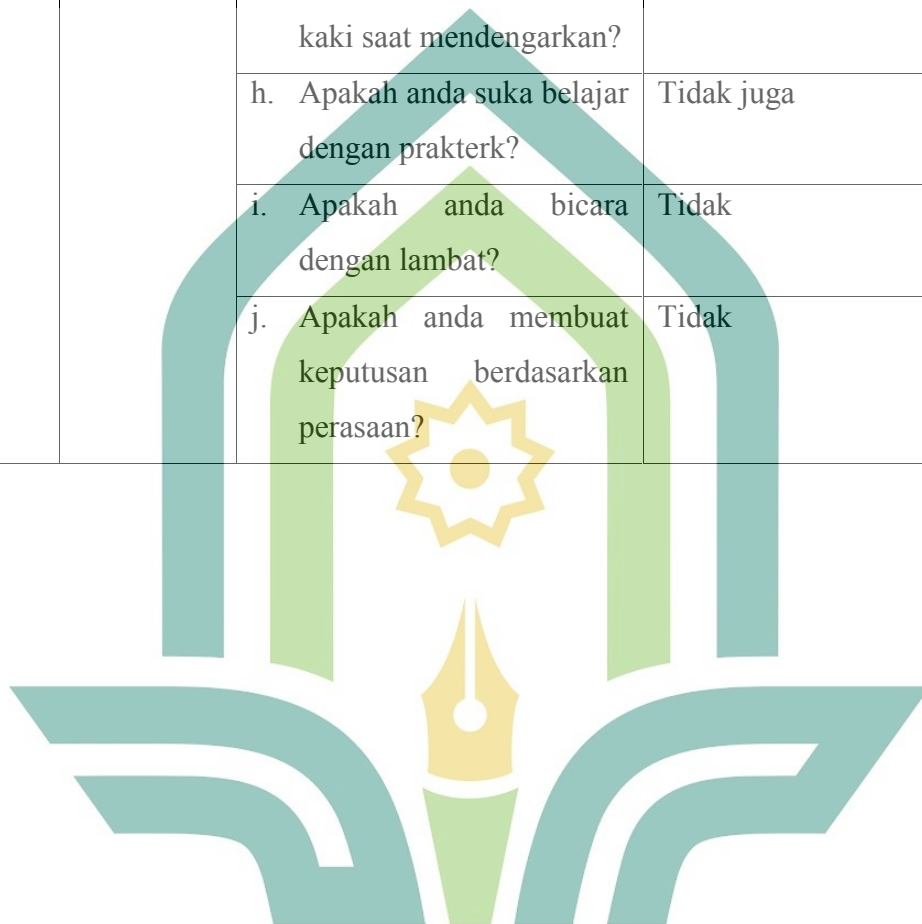 kaki saat mendengarkan?
h. Apakah anda suka belajar Tidak juga
dengan prakterk?
i. Apakah anda bicara Tidak
dengan lambat?
j. Apakah anda membuat Tidak
keputusan berdasarkan
perasaan?